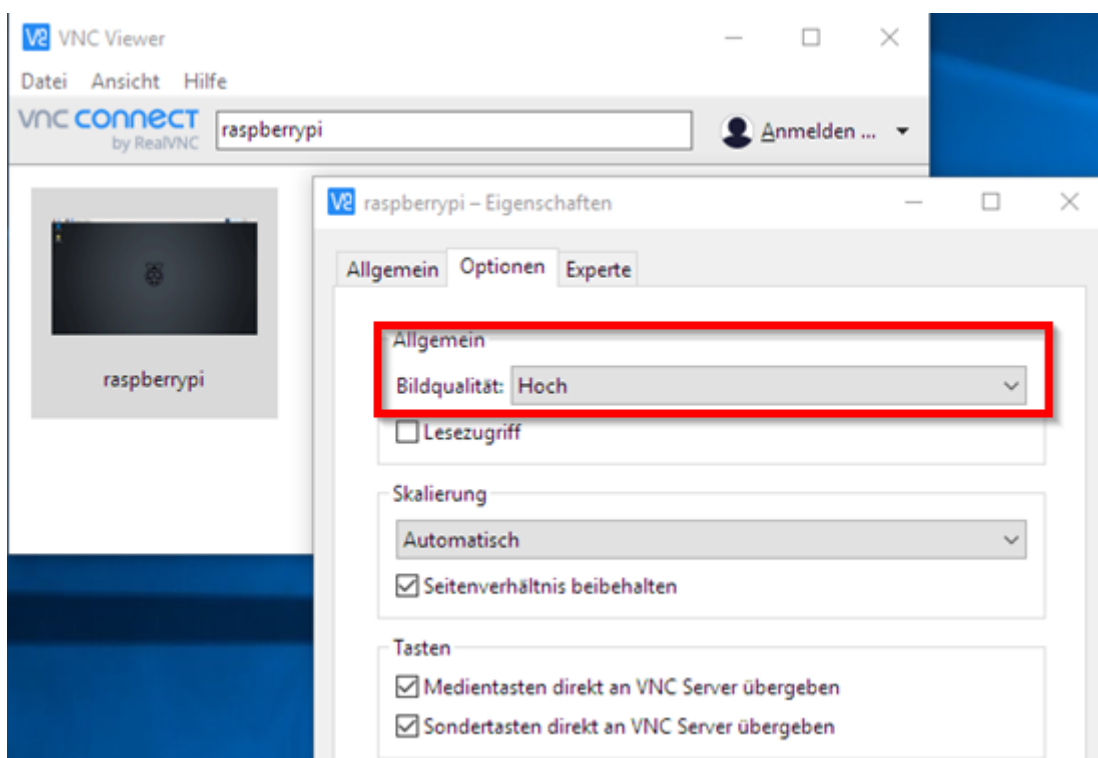 VNC Viewer
Datei Ansicht Hilfe
VNC CONNECT
by RealVNC
raspberrypi
Anmelden ...
raspberrypi
raspberrypi – Eigenschaften
Allgemein Optionen Experte
Allgemein
Bildqualität: Hoch
Lesezugriff
Skalierung
Automatisch
Seitenverhältnis beibehalten
Tasten
Medientasten direkt an VNC Server übergeben
Sondertasten direkt an VNC Server übergeben